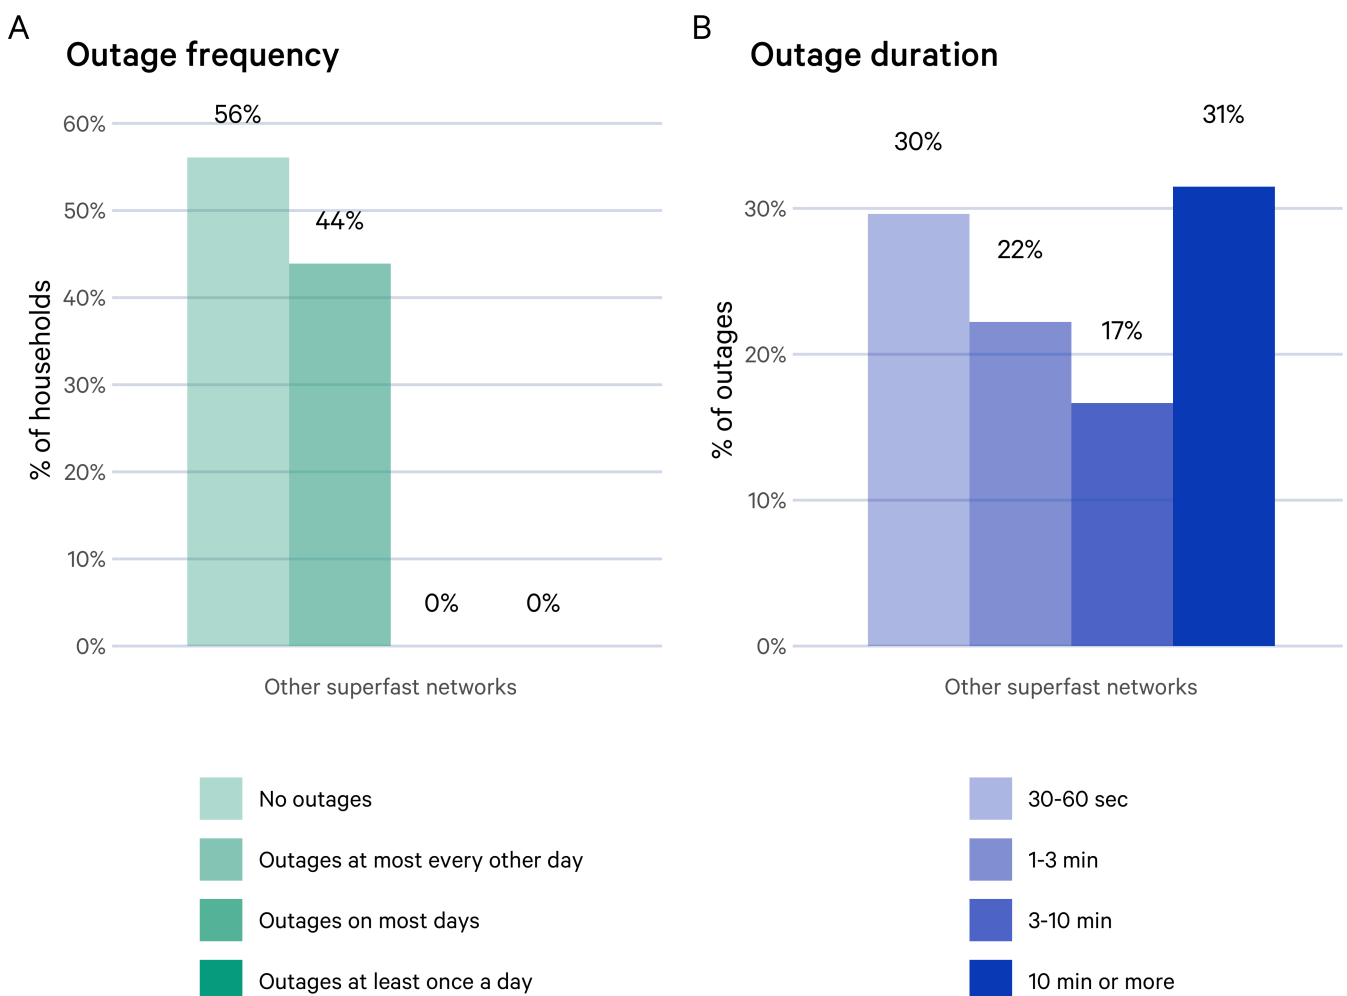 A
Outage frequency
56%
60%
50%
44%
40%
30%
20%
10%
0%
0%
0%
% of households
Other superfast networks
No outages
Outages at most every other day
Outages on most days
Outages at least once a day
B
Outage duration
31%
30%
30%
22%
17%
20%
10%
0%
% of outages
Other superfast networks
30-60 sec
1-3 min
3-10 min
10 min or more